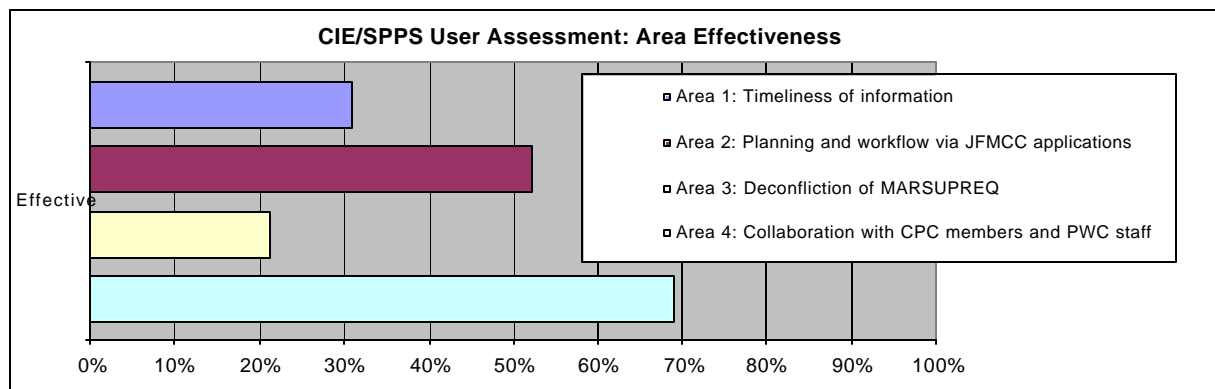 CIE/SPPS User Assessment: Area Effectiveness
Area 1: Timeliness of information
Area 2: Planning and workflow via JFMCC applications
Area 3: Deconfliction of MARSUPREQ
Area 4: Collaboration with CPC members and PWC staff
Effective
0% 10% 20% 30% 40% 50% 60% 70% 80% 90% 100%